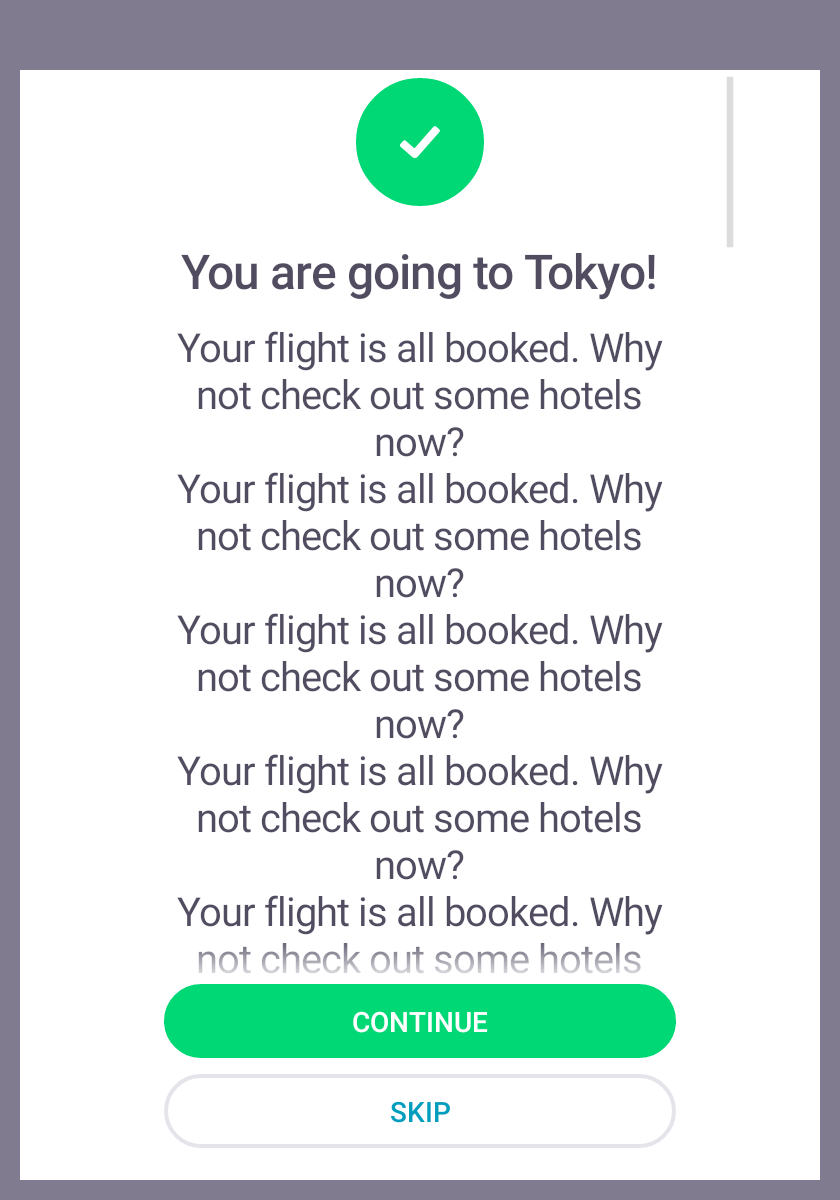 You are going to Tokyo!
Your flight is all booked. Why
not check out some hotels
now?
Your flight is all booked. Why
not check out some hotels
now?
Your flight is all booked. Why
not check out some hotels
now?
Your flight is all booked. Why
not check out some hotels
now?
Your flight is all booked. Why
not check out some hotels
CONTINUE
SKIP